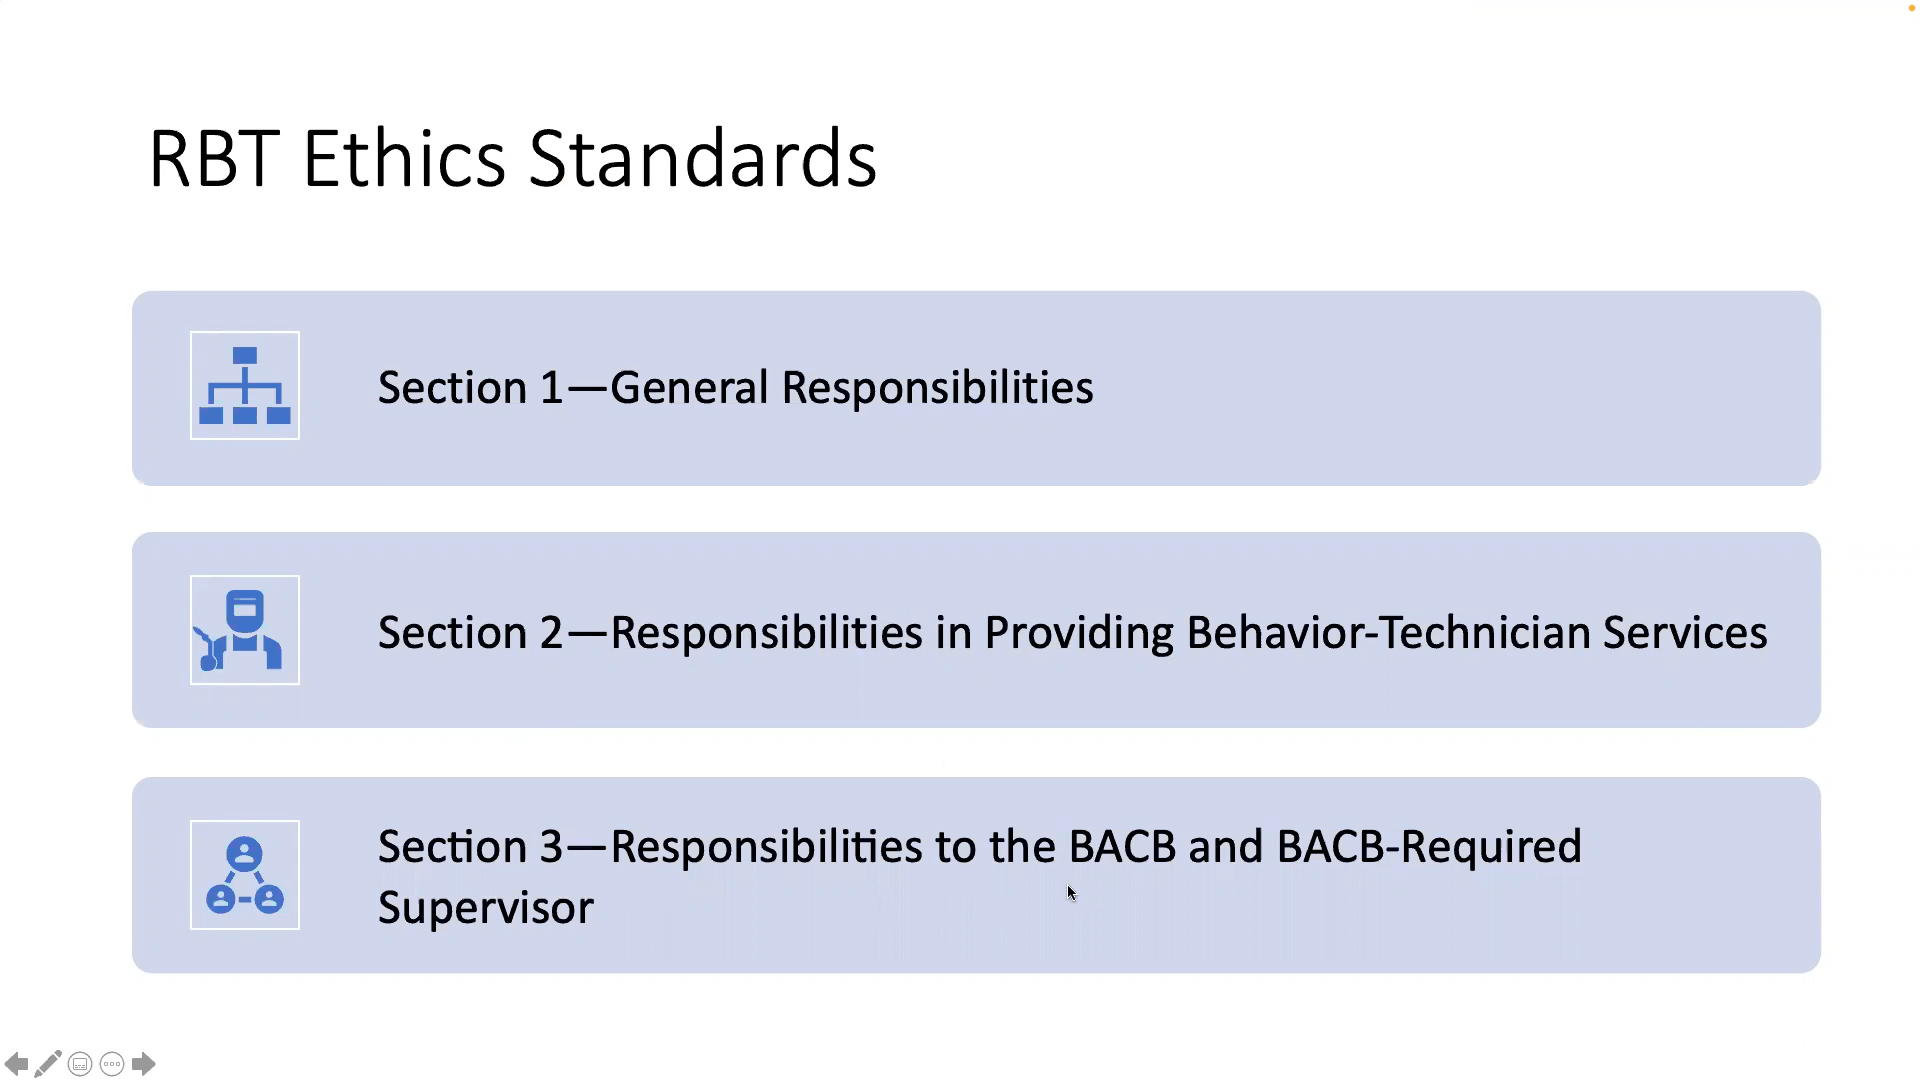 RBT Ethics Standards
Section 1—General Responsibilities
Section 2—Responsibilities in Providing Behavior-Technician Services
Section 3—Responsibilities to the BACB and BACB-Required
Supervisor